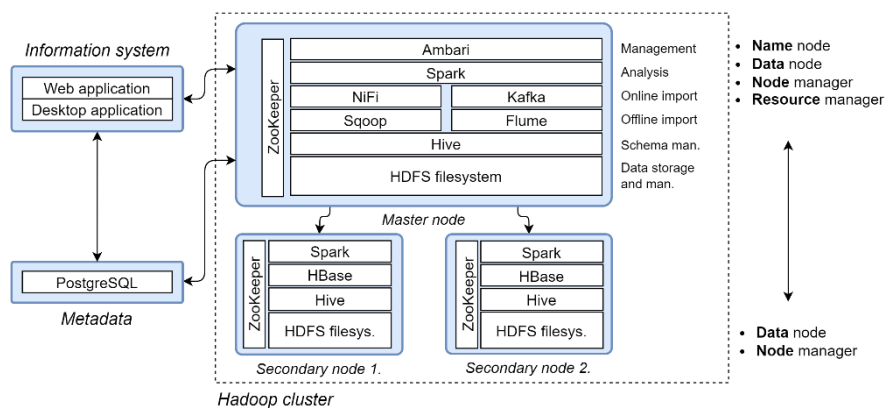 Information system
Web application
Desktop application
PostgreSQL
Metadata
ZooKeeper
Ambari
Management
Spark
Analysis
NiFi
Kafka
Online import
Sqoop
Flume
Offline import
Hive
Schema man.
HDFS filesystem
Data storage
and man.
Master node
ZooKeeper
Spark
HBase
Hive
HDFS filesys.
Secondary node 1.
ZooKeeper
Spark
HBase
Hive
HDFS filesys.
Secondary node 2.
Hadoop cluster
• Name node
• Data node
• Node manager
• Resource manager
• Data node
• Node manager